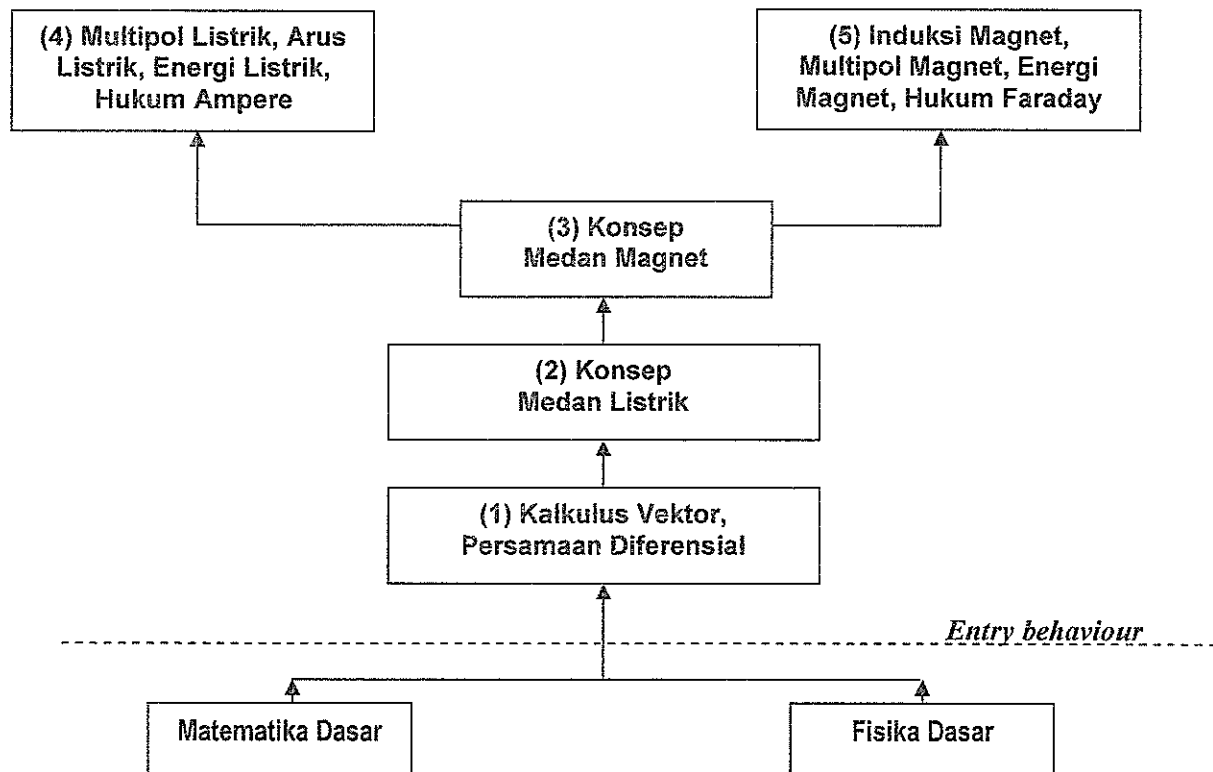 (4) Multipol Listrik, Arus
Listrik, Energi Listrik,
Hukum Ampere
(5) Induksi Magnet,
Multipol Magnet, Energi
Magnet, Hukum Faraday
(3) Konsep
Medan Magnet
(2) Konsep
Medan Listrik
(1) Kalkulus Vektor,
Persamaan Diferensial
Entry behaviour
Matematika Dasar
Fisika Dasar